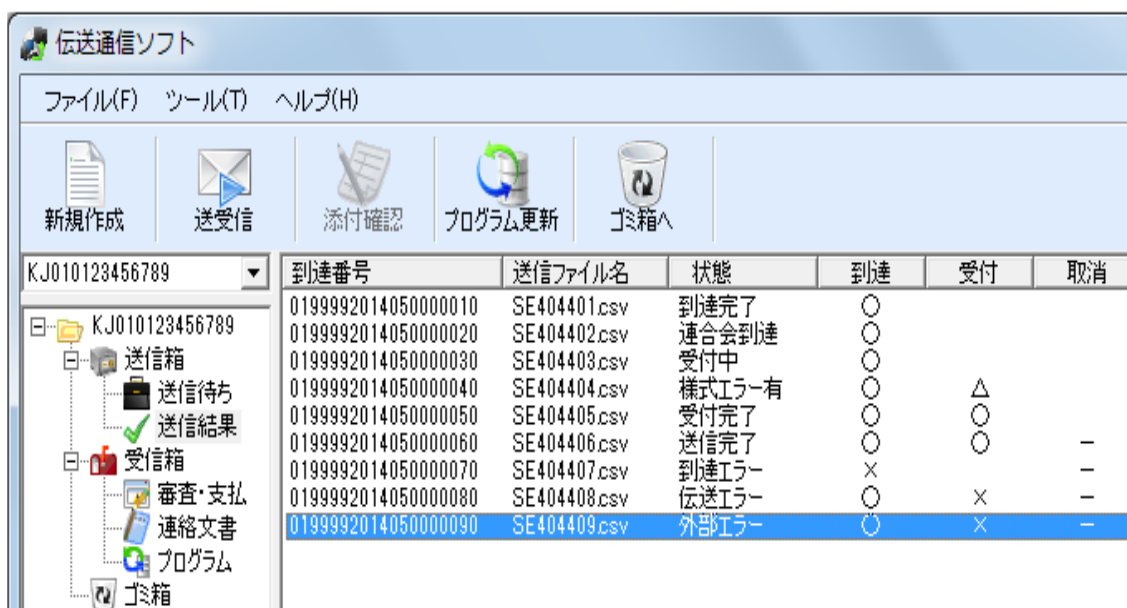 伝送通信ソフト
ファイル(F) ツール(T) ヘルプ(H)
新規作成 送受信 添付確認 プログラム更新 ゴミ箱へ
KJ010123456789
到達番号 送信ファイル名 状態 到達 受付 取消
KJ010123456789
送信箱
送信待ち
送信結果
受信箱
審査・支払
連絡文書
プログラム
ゴミ箱
0199992014050000010 SE404401.csv 到達完了 ○
0199992014050000020 SE404402.csv 連合会到達 ○
0199992014050000030 SE404403.csv 受付中 ○
0199992014050000040 SE404404.csv 様式エラー有 ○ △
0199992014050000050 SE404405.csv 受付完了 ○ ○
0199992014050000060 SE404406.csv 送信完了 ○ ○ －
0199992014050000070 SE404407.csv 到達エラー × －
0199992014050000080 SE404408.csv 伝送エラー ○ × －
0199992014050000090 SE404409.csv 外部エラー ○ × －